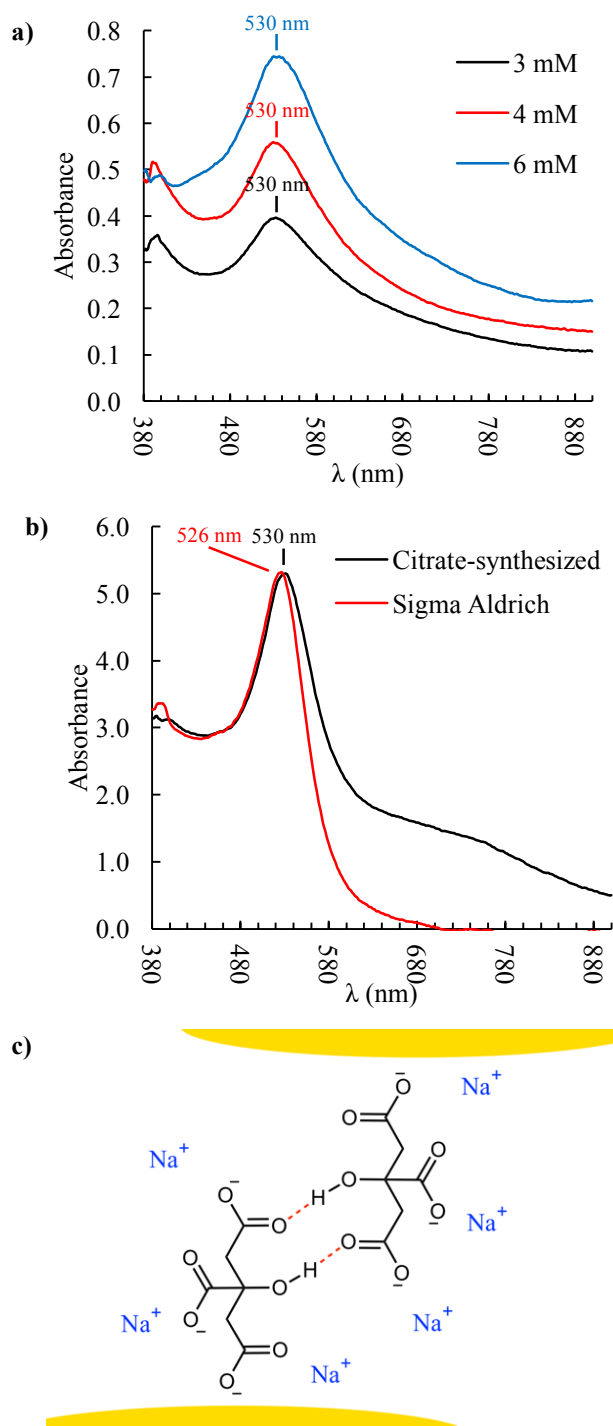 a)
530 nm
530 nm
530 nm
3 mM
4 mM
6 mM
Absorbance
0.8
0.7
0.6
0.5
0.4
0.3
0.2
0.1
0.0
380
480
580
680
780
880
λ (nm)
b)
526 nm
530 nm
Citrate-synthesized
Sigma Aldrich
Absorbance
6.0
5.0
4.0
3.0
2.0
1.0
0.0
380
480
580
680
780
880
λ (nm)
c)
O−
O
Na+
O
Na+
H
O
O−
O−
O
O
Na+
O
H
O
O−
O−
Na+
O
Na+
O−
Na+